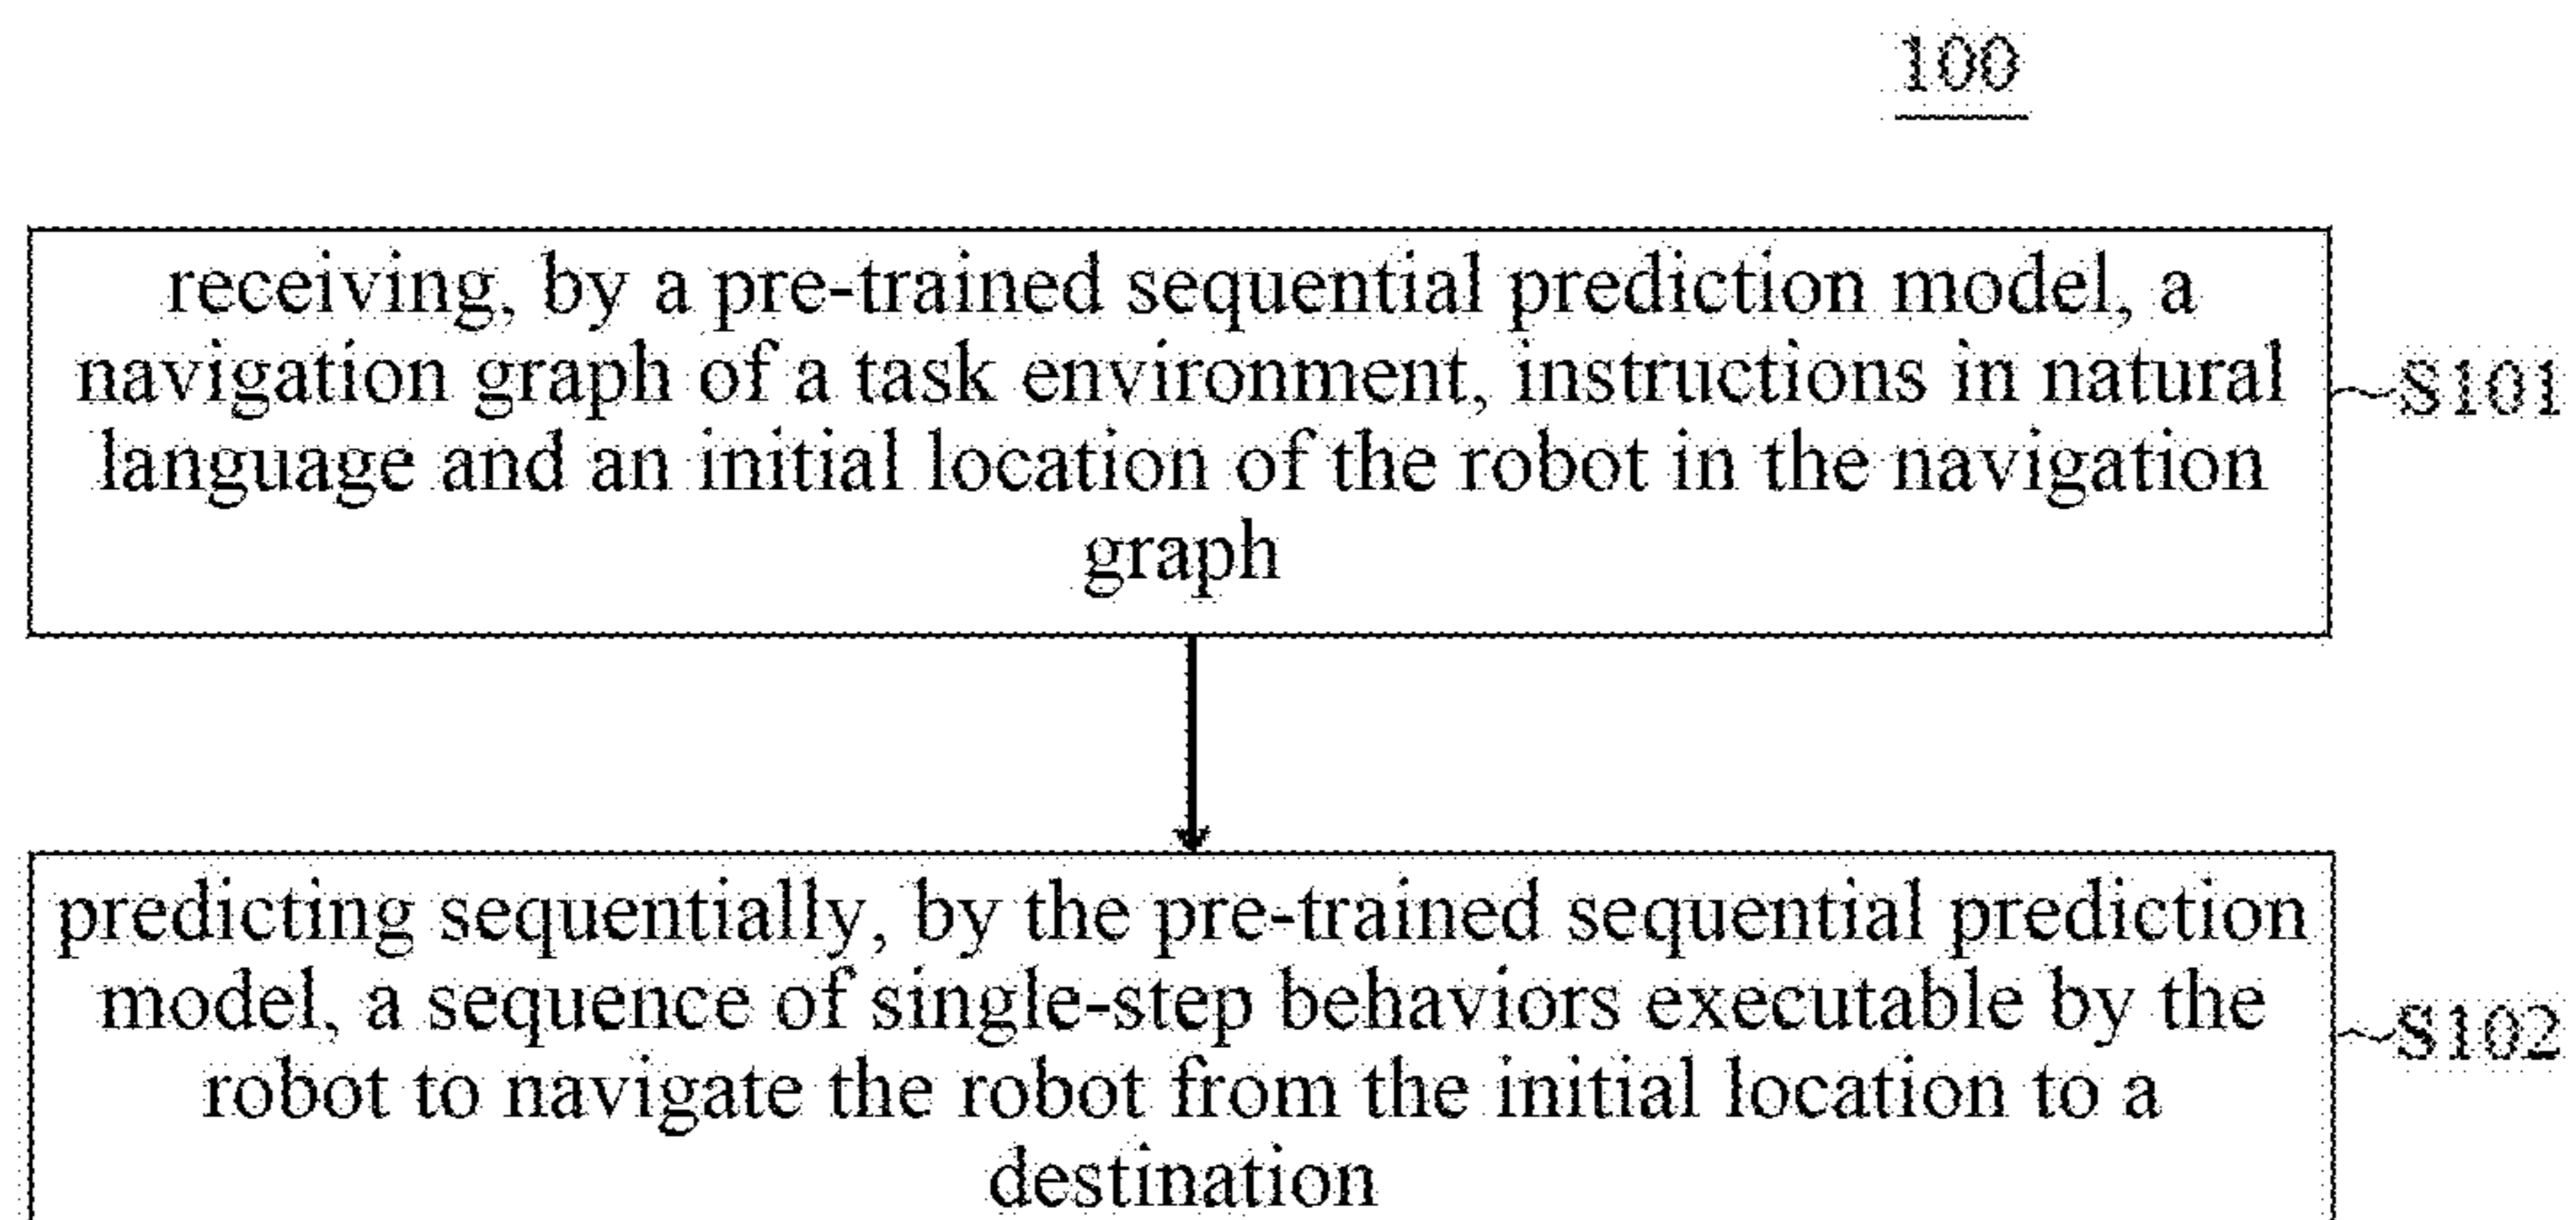 100
receiving, by a pre-trained sequential prediction model, a
navigation graph of a task environment, instructions in natural
language and an initial location of the robot in the navigation
graph
S101
predicting sequentially, by the pre-trained sequential prediction
model, a sequence of single-step behaviors executable by the
robot to navigate the robot from the initial location to a
destination
S102